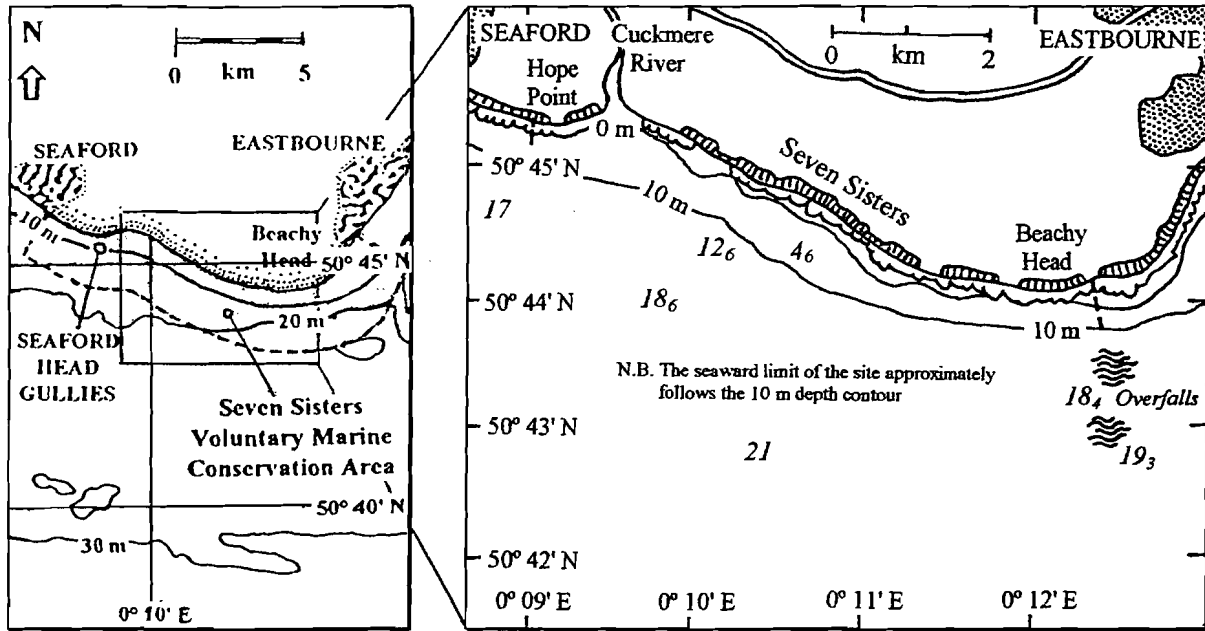 N
0 km 5
SEAFORD
EASTBOURNE
10 m
Beachy
Head
50° 45' N
20 m
SEAFORD
HEAD
GULLIES
Seven Sisters
Voluntary Marine
Conservation Area
50° 40' N
30 m
0° 10' E
SEAFORD
Cuckmere
River
0 km 2
EASTBOURNE
Hope
Point
0 m
50° 45' N
Seven Sisters
10 m
17
12₆
4₆
Beachy
Head
18₆
50° 44' N
10 m
N.B. The seaward limit of the site approximately
follows the 10 m depth contour
18₄ Overfalls
50° 43' N
21
19₃
50° 42' N
0° 09' E 0° 10' E 0° 11' E 0° 12' E